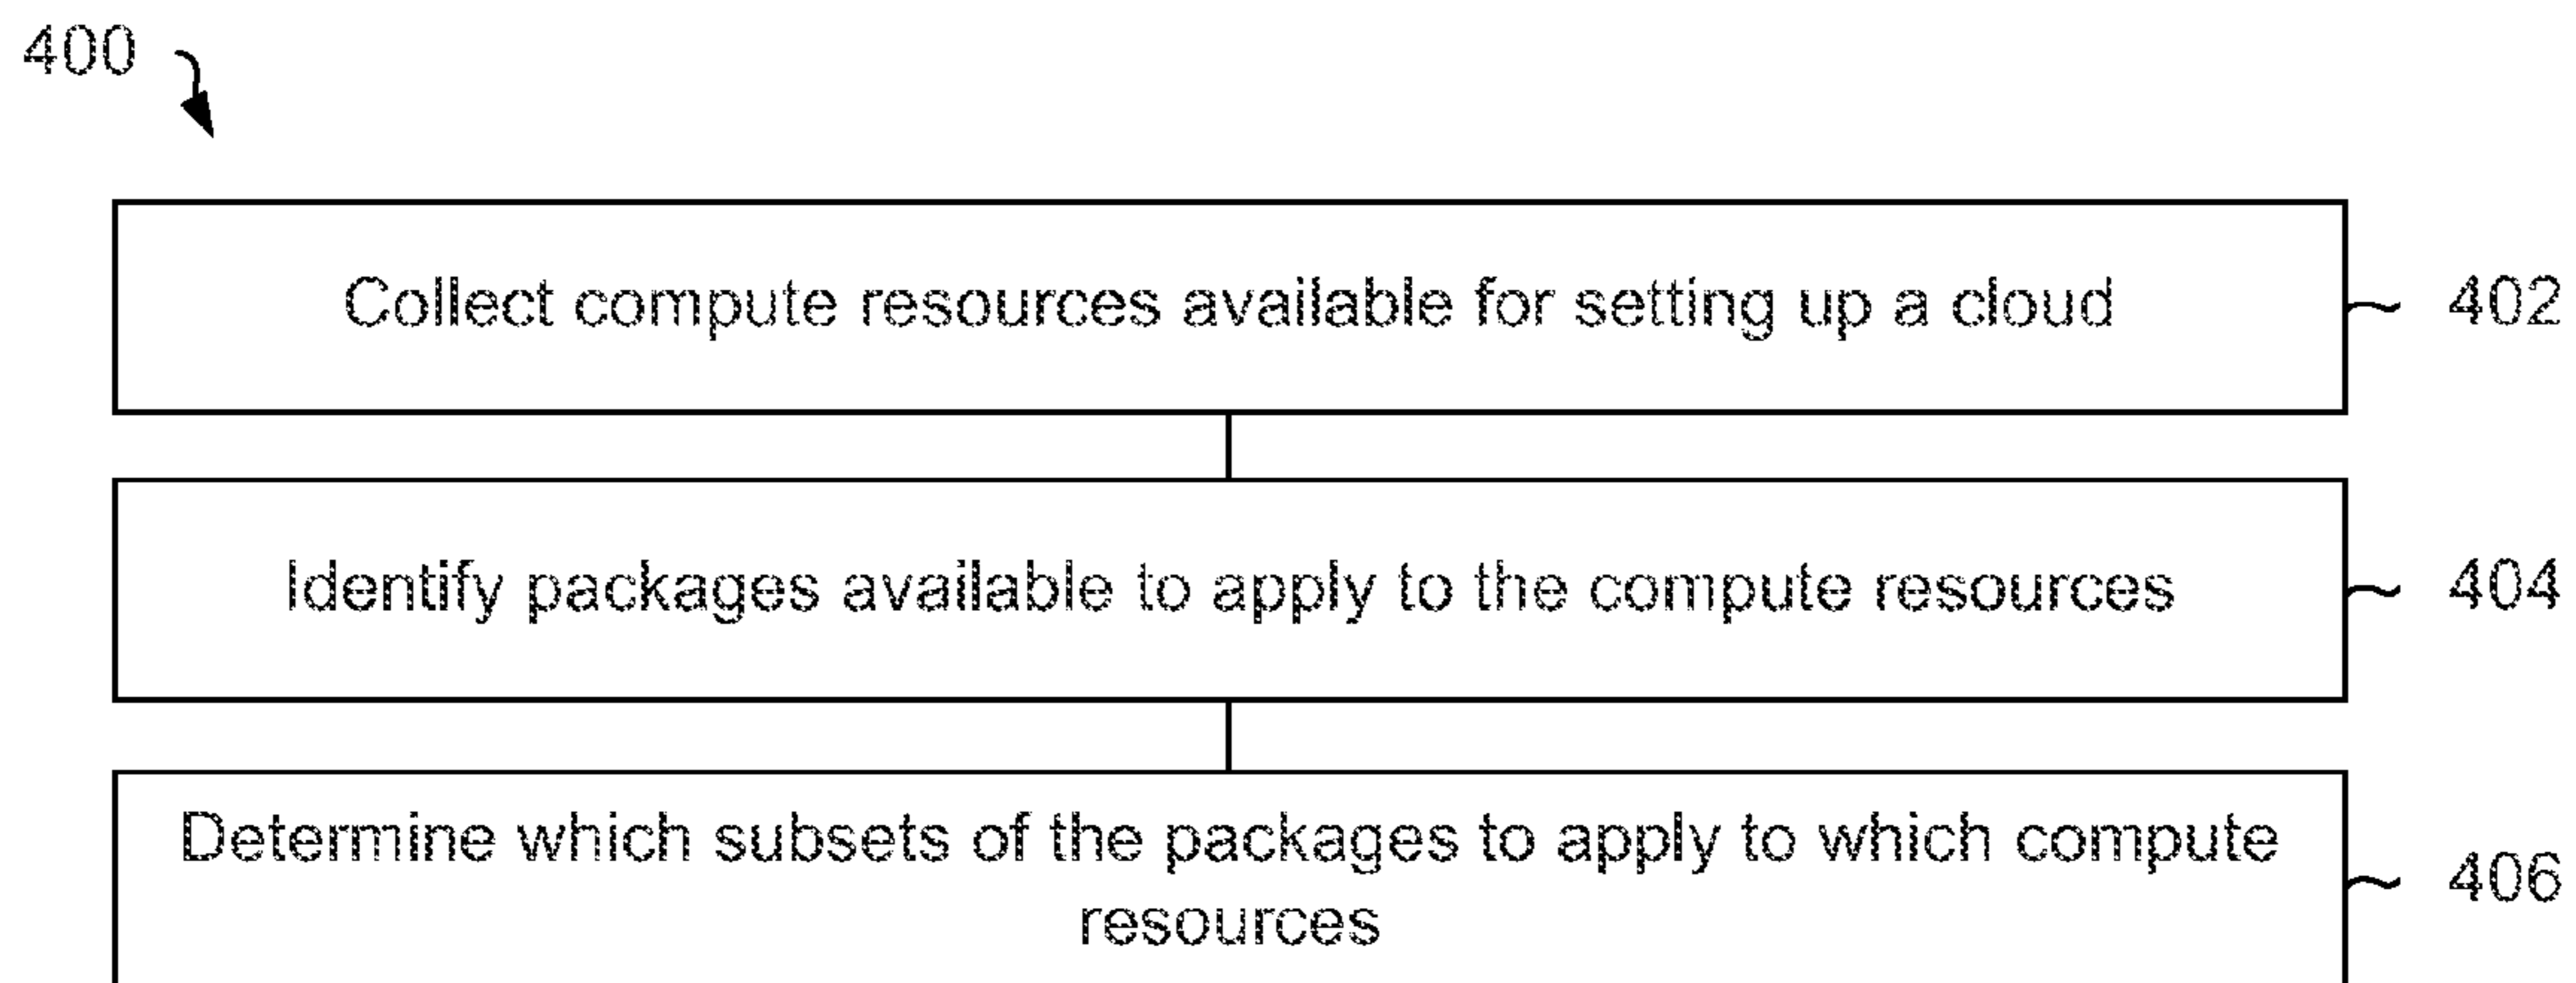 400
Collect compute resources available for setting up a cloud
402
Identify packages available to apply to the compute resources
404
Determine which subsets of the packages to apply to which compute
resources
406